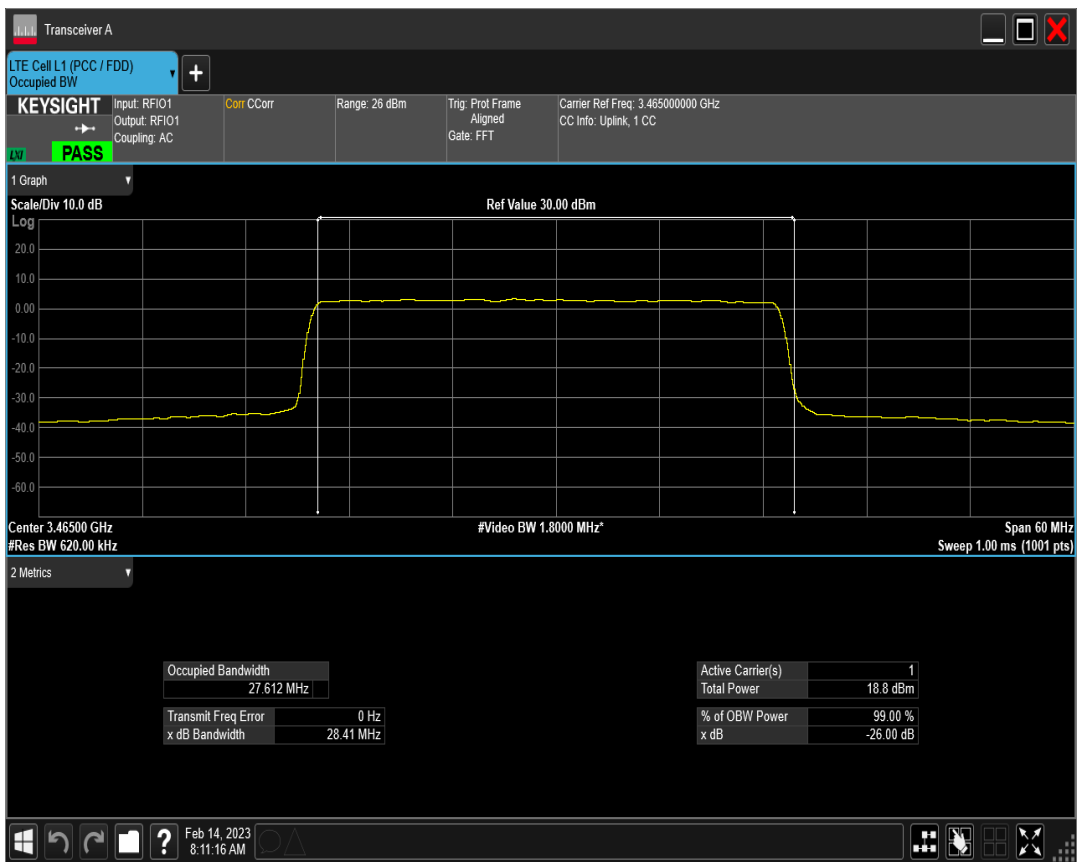 Transceiver A
LTE Cell L1 (PCC / FDD)
Occupied BW
+
KEYSIGHT
LXI
PASS
Input: RFIO1
Output: RFIO1
Coupling: AC
Corr CCorr
Range: 26 dBm
Trig: Prot Frame
Aligned
Gate: FFT
Carrier Ref Freq: 3.465000000 GHz
CC Info: Uplink, 1 CC
1 Graph
Scale/Div 10.0 dB
Ref Value 30.00 dBm
Log
20.0
10.0
0.00
-10.0
-20.0
-30.0
-40.0
-50.0
-60.0
Center 3.46500 GHz
#Video BW 1.8000 MHz*
Span 60 MHz
#Res BW 620.00 kHz
Sweep 1.00 ms (1001 pts)
2 Metrics
Occupied Bandwidth
27.612 MHz
Transmit Freq Error 0 Hz
x dB Bandwidth 28.41 MHz
Active Carrier(s) 1
Total Power 18.8 dBm
% of OBW Power 99.00 %
x dB -26.00 dB
?
Feb 14, 2023
8:11:16 AM